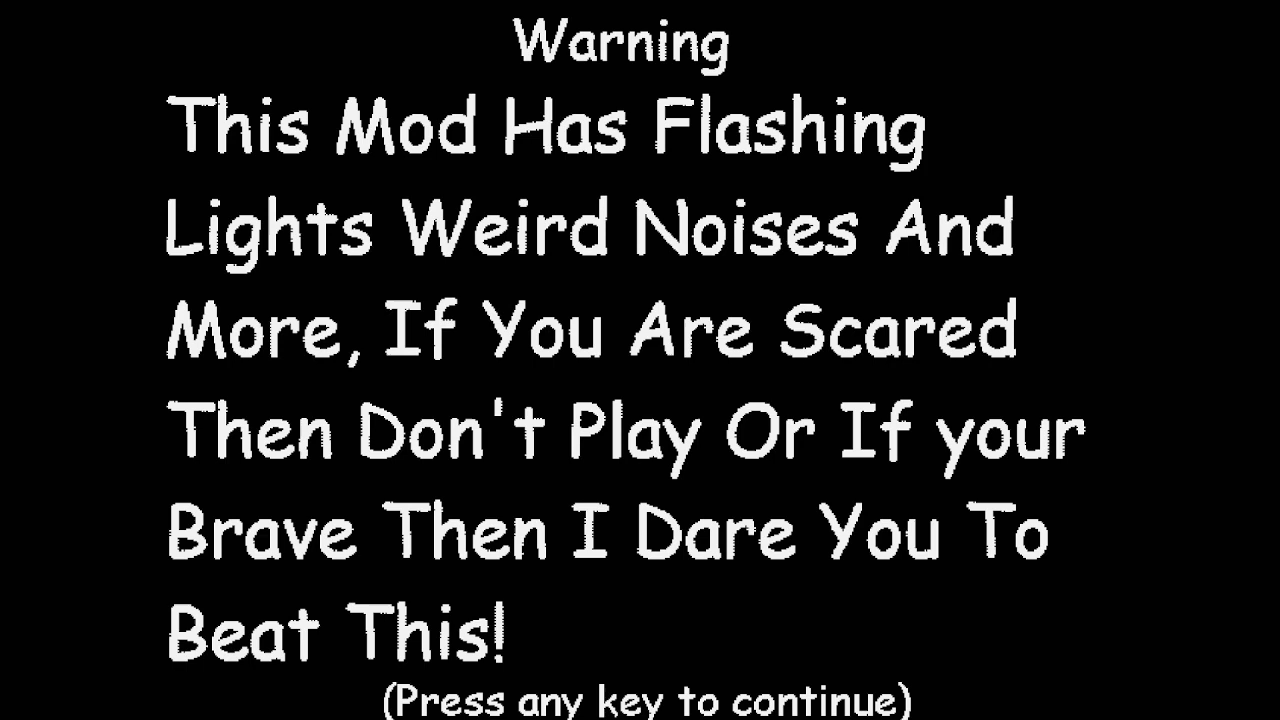 Warning
This Mod Has Flashing
Lights Weird Noises And
More, If You Are Scared
Then Don't Play Or If your
Brave Then I Dare You To
Beat This!
(Press any key to continue)